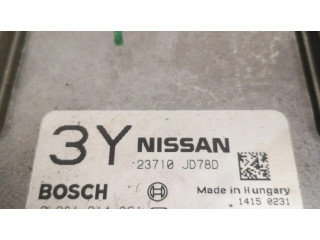 3Y NISSAN
23710 JD78D
BOSCH Made in Hungary
1415 0231